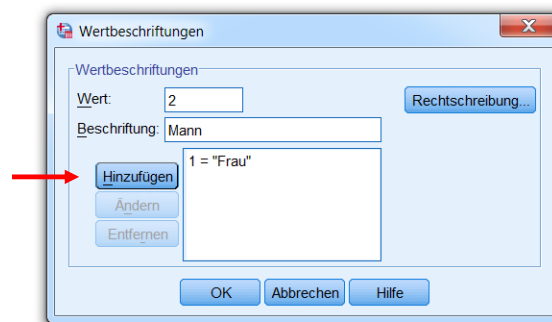 Wertbeschriftungen
Wertbeschriftungen
Wert: 2 Rechtschreibung...
Beschriftung: Mann
1 = "Frau"
Hinzufügen
Ändern
Entfernen
OK Abbrechen Hilfe